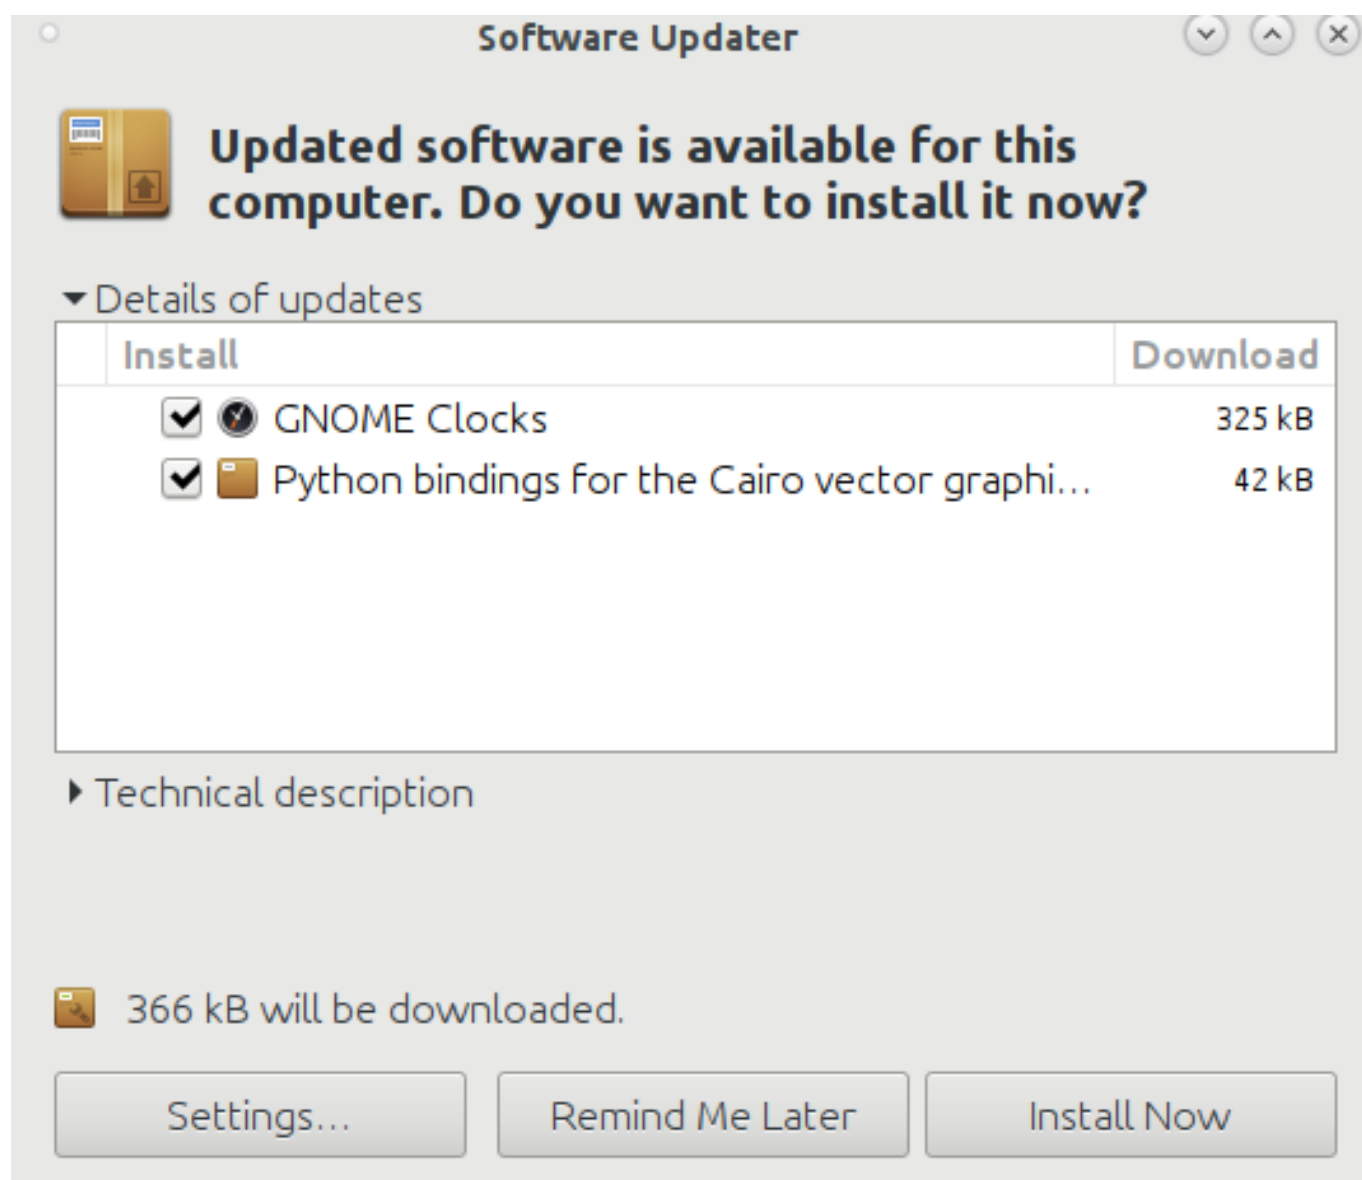 Software Updater
Updated software is available for this
computer. Do you want to install it now?
Details of updates
Install Download
GNOME Clocks 325 kB
Python bindings for the Cairo vector graphi... 42 kB
Technical description
366 kB will be downloaded.
Settings... Remind Me Later Install Now